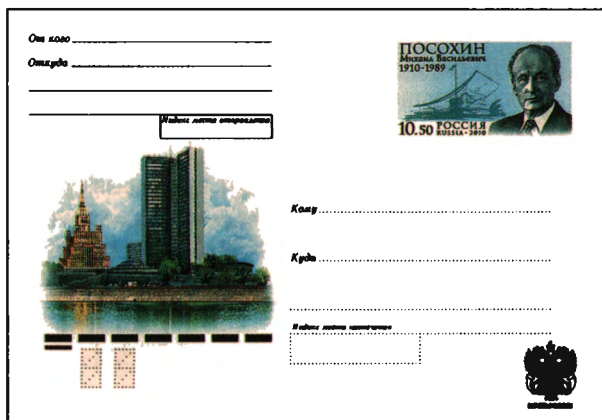 От кого
Откуда
Индекс места отправления
ПОСОХИН
Михаил Васильевич
1910-1989
10.50 РОССИЯ
RUSSIA·2010
Кому
Куда
Индекс места назначения